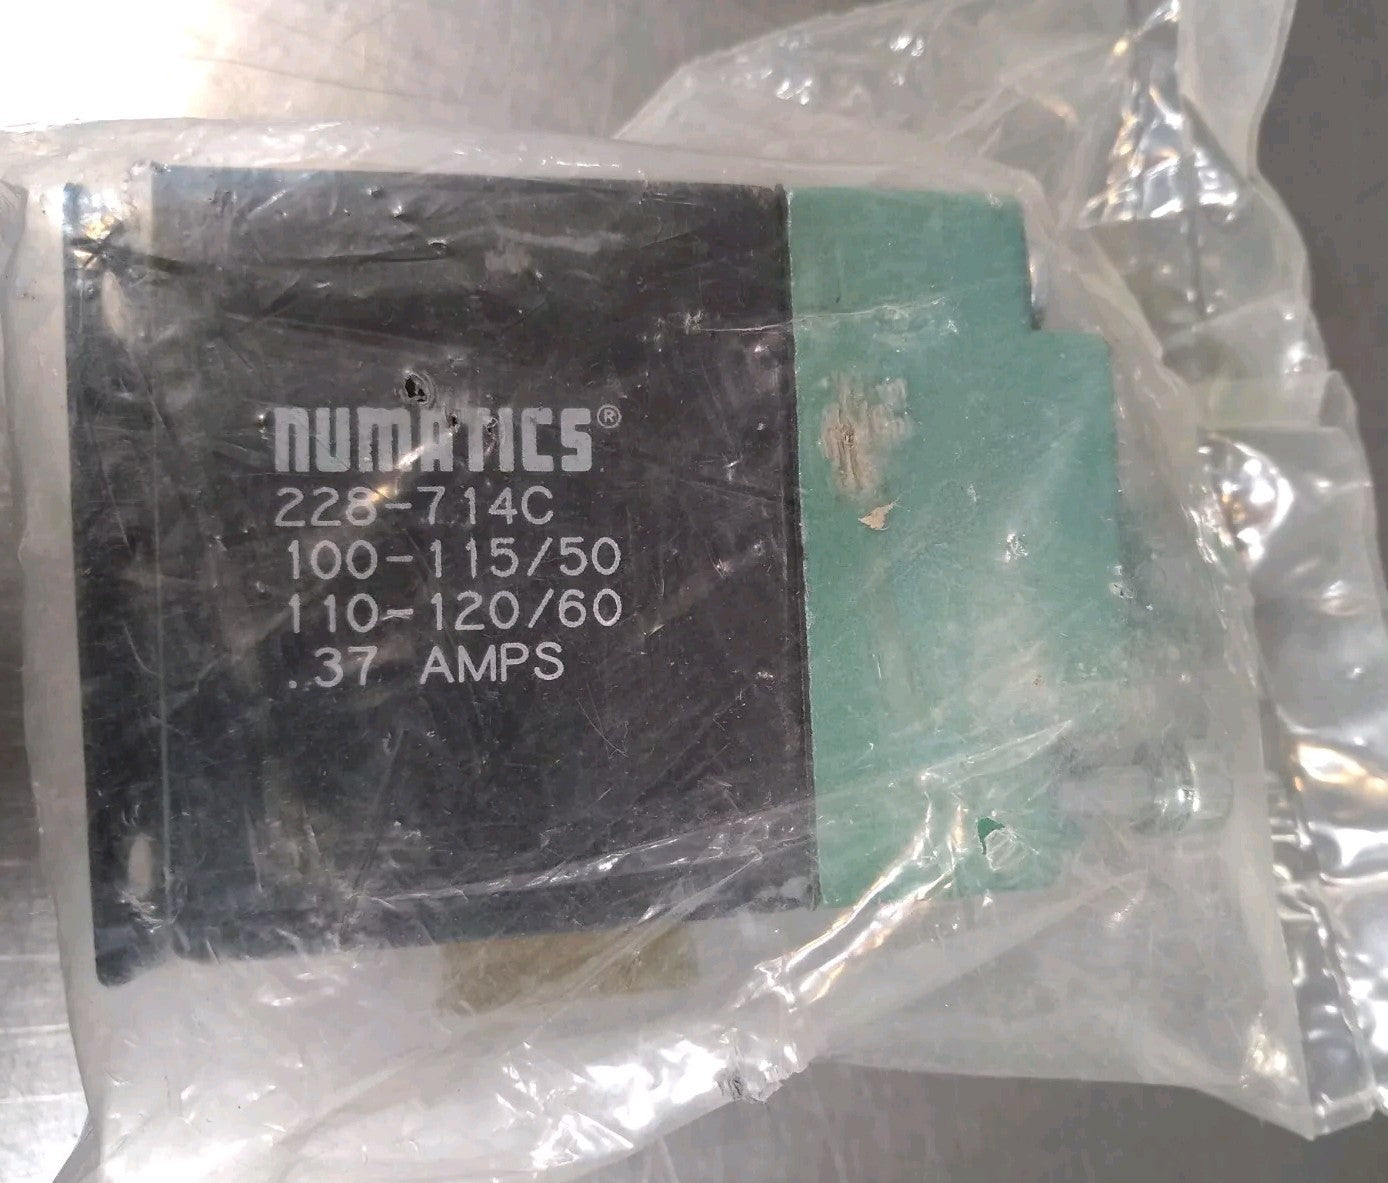 NUMATICS®
228-714C
100-115/50
110-120/60
.37 AMPS